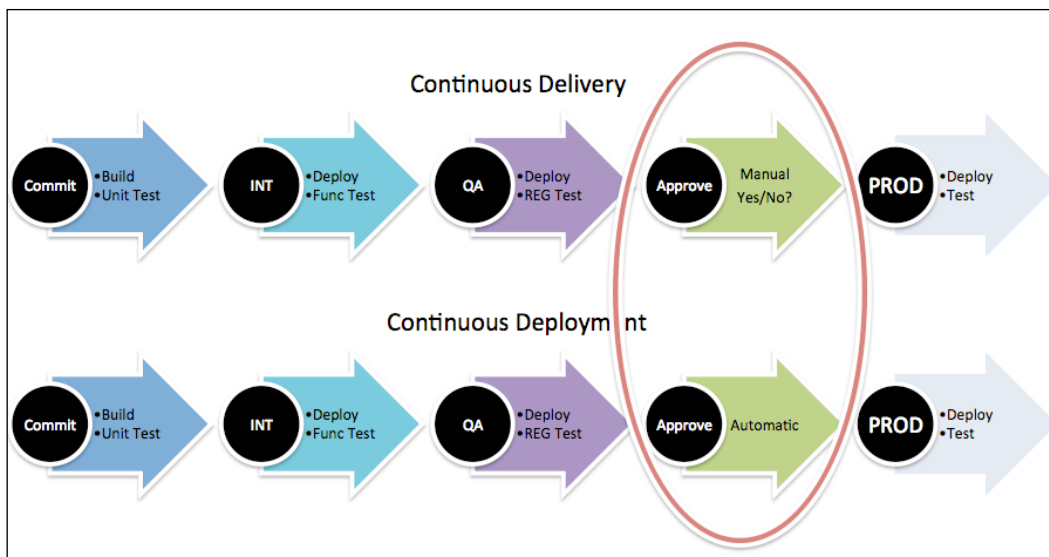 Continuous Delivery
Commit
•Build
•Unit Test
INT
•Deploy
•Func Test
QA
•Deploy
•REG Test
Approve
Manual
Yes/No?
PROD
•Deploy
•Test
Continuous Deployment
Commit
•Build
•Unit Test
INT
•Deploy
•Func Test
QA
•Deploy
•REG Test
Approve
Automatic
PROD
•Deploy
•Test